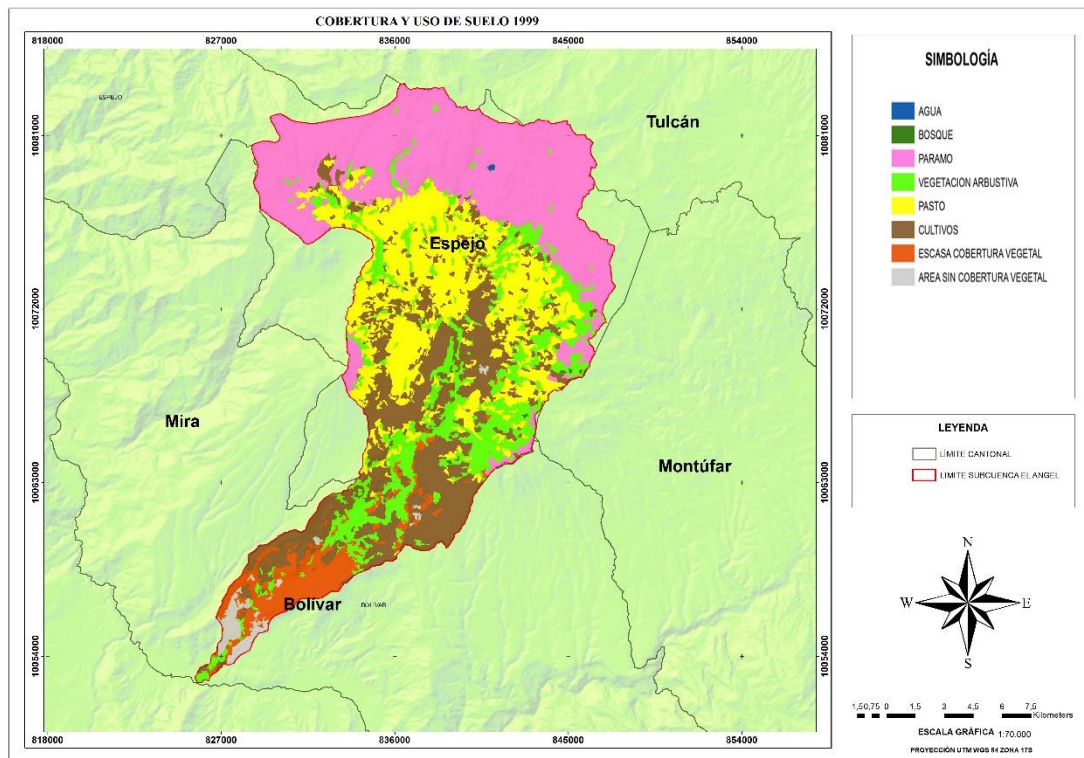 COBERTURA Y USO DE SUELO 1999
818000 827000 836000 845000 854000
10081000
10072000
10063000
10054000
ESPEJO
Tulcán
Espejo
Mira
Montúfar
Bolívar
BOLIVAR
10081000
10072000
10063000
10054000
818000 827000 836000 845000 854000
SIMBOLOGÍA
AGUA
BOSQUE
PARAMO
VEGETACION ARBUSTIVA
PASTO
CULTIVOS
ESCASA COBERTURA VEGETAL
AREA SIN COBERTURA VEGETAL
LEYENDA
LÍMITE CANTONAL
LIMITE SUBCUENCA EL ANGEL
N
W E
S
1,50,75 0 1,5 3 4,5 6 7,5
Kilometers
ESCALA GRÁFICA 1:70.000
PROYECCIÓN UTM WGS 84 ZONA 17S